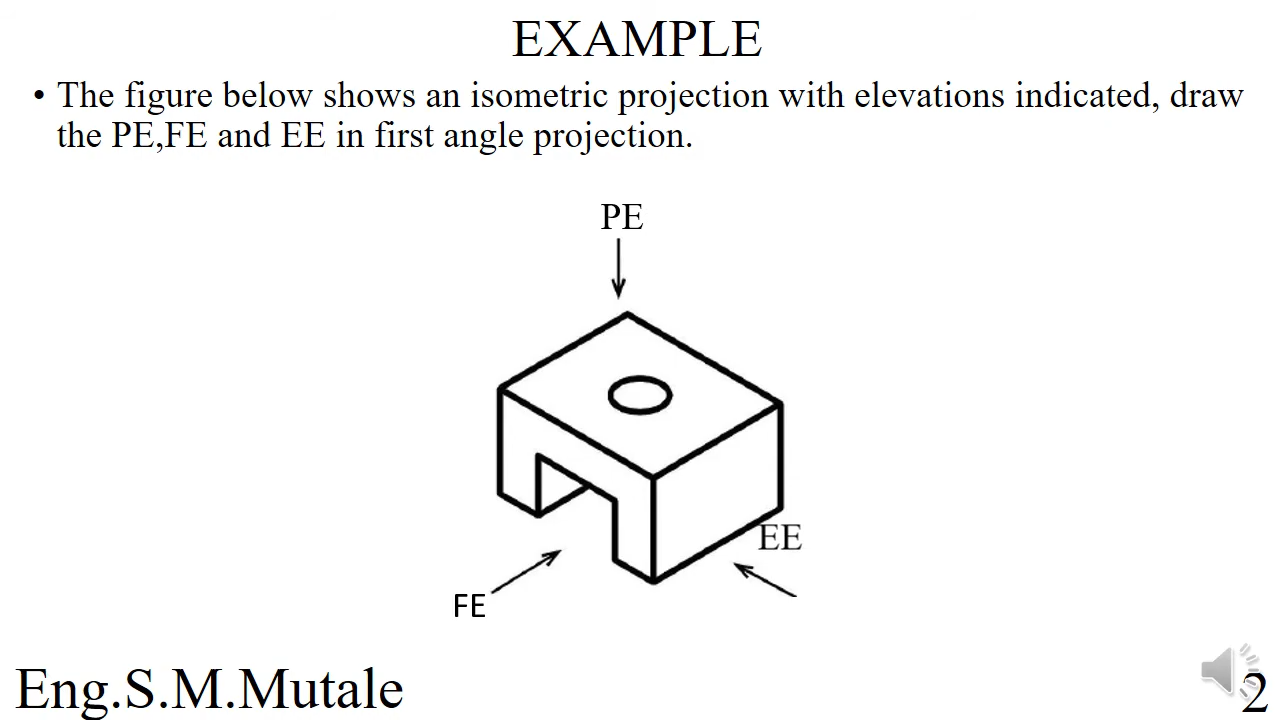 EXAMPLE
• The figure below shows an isometric projection with elevations indicated, draw
the PE,FE and EE in first angle projection.
PE
EE
FE
Eng.S.M.Mutale
2